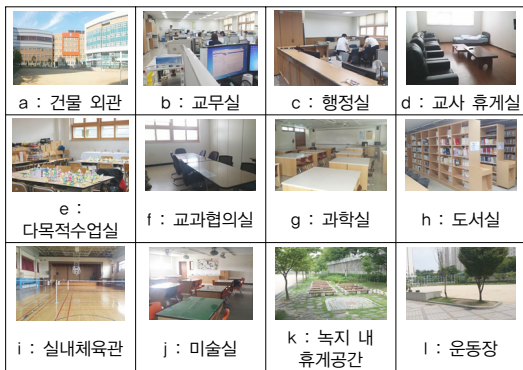 a : 건물 외관
b : 교무실
c : 행정실
d : 교사 휴게실
e :
다목적수업실
f : 교과협의실
g : 과학실
h : 도서실
i : 실내체육관
j : 미술실
k : 녹지 내
휴게공간
l : 운동장